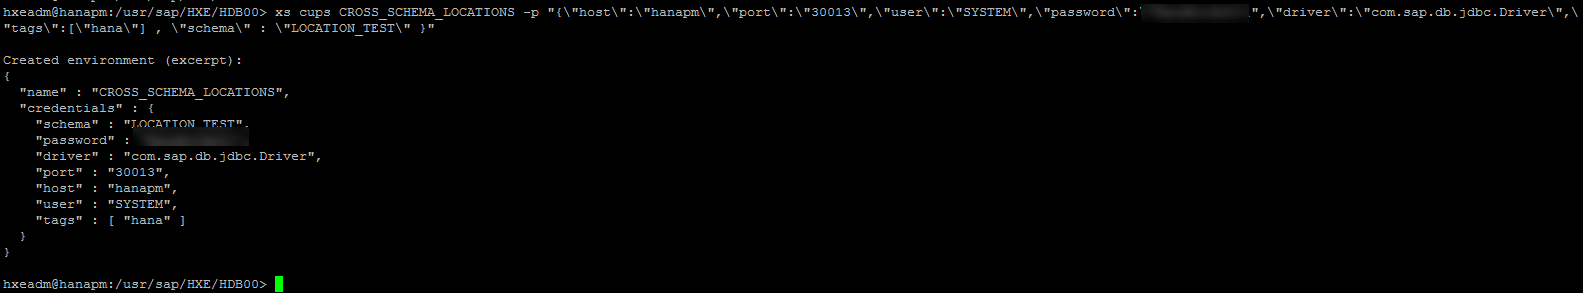 hxeadm@hanapm:/usr/sap/HXE/HDB00> xs cups CROSS_SCHEMA_LOCATIONS -p "{\"host\":\"hanapm\",\"port\":\"30013\",\"user\":\"SYSTEM\",\"password\":\ \",\"driver\":\"com.sap.db.jdbc.Driver\",\
"tags\":[\"hana\"] , \"schema\" : \"LOCATION_TEST\" }"
Created environment (excerpt):
{
"name" : "CROSS_SCHEMA_LOCATIONS",
"credentials" : {
"schema" : "LOCATION_TEST",
"password" :
"driver" : "com.sap.db.jdbc.Driver",
"port" : "30013",
"host" : "hanapm",
"user" : "SYSTEM",
"tags" : [ "hana" ]
}
}
hxeadm@hanapm:/usr/sap/HXE/HDB00>